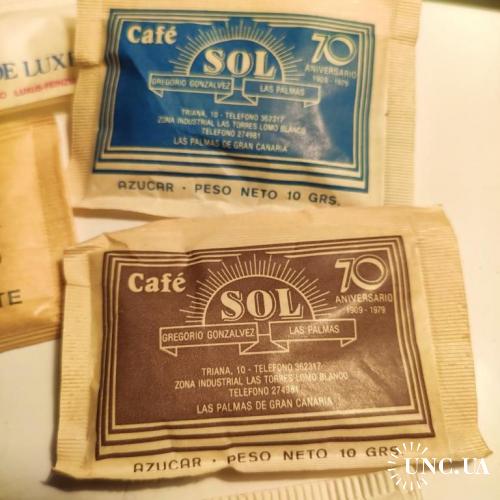 DE LUXE
Café
SOL
70
ANIVERSARIO
1909 - 1979
GREGORIO GONZALVEZ
LAS PALMAS
TRIANA, 10 - TELEFONO 362317
ZONA INDUSTRIAL LAS TORRES LOMO BLANCO
TELEFONO 274981
LAS PALMAS DE GRAN CANARIA
AZUCAR · PESO NETO 10 GRS.
TE
Café
SOL
70
ANIVERSARIO
1909 - 1979
GREGORIO GONZALVEZ
LAS PALMAS
TRIANA, 10 - TELEFONO 362317
ZONA INDUSTRIAL LAS TORRES LOMO BLANCO
TELEFONO 274981
LAS PALMAS DE GRAN CANARIA
AZUCAR · PESO NETO 10 GRS
UNC.UA